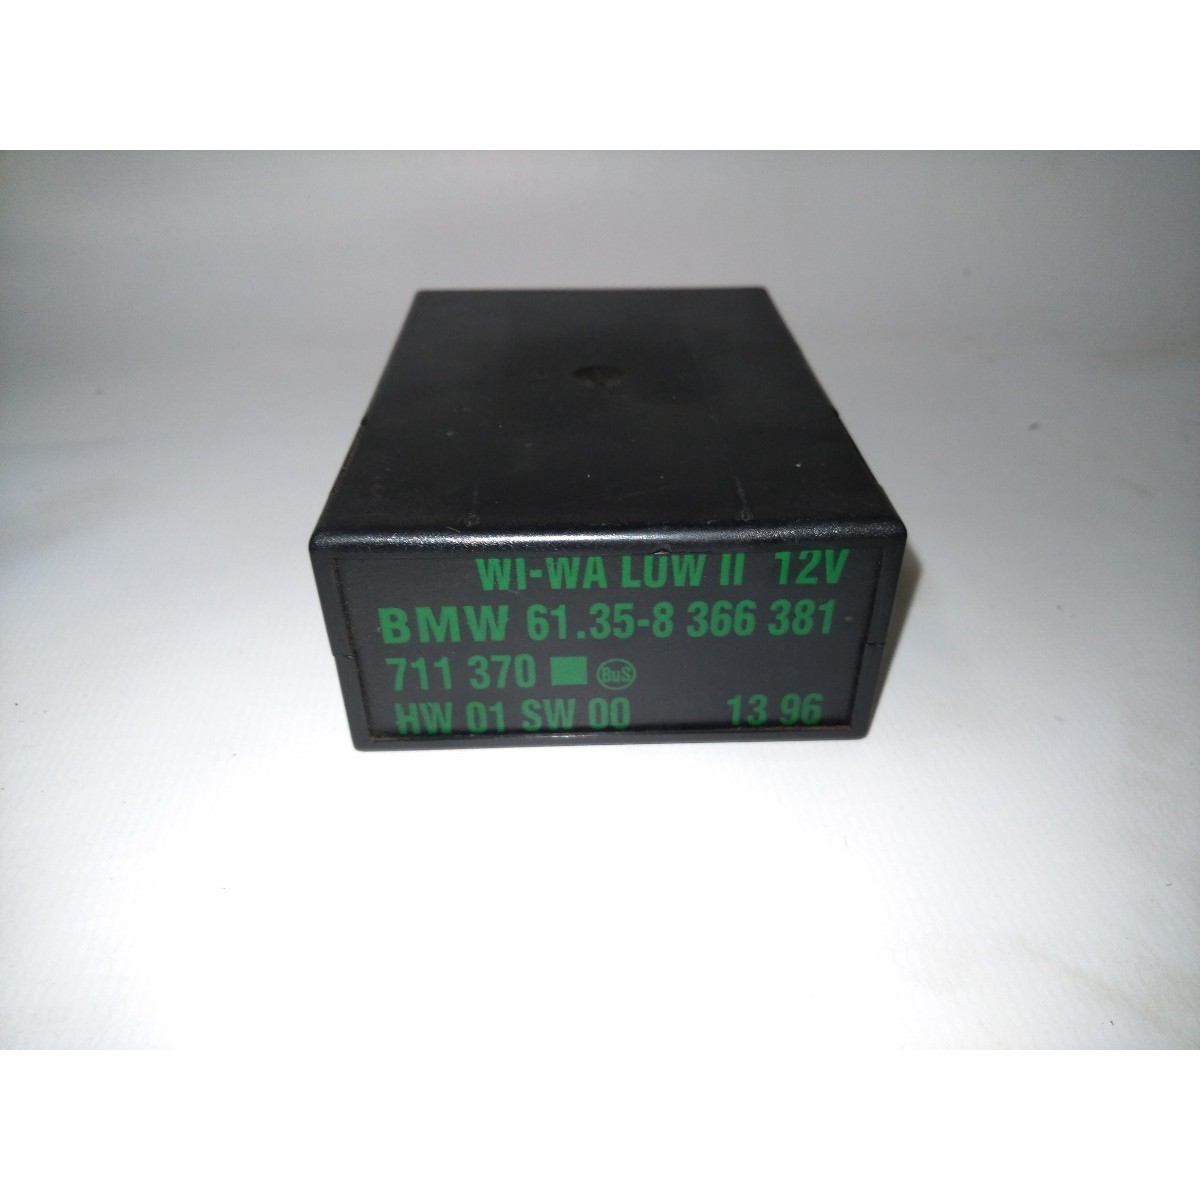 WI-WA LOW II 12V
BMW 61.35-8 366 381
711 370 BuS
HW 01 SW 00 13 96